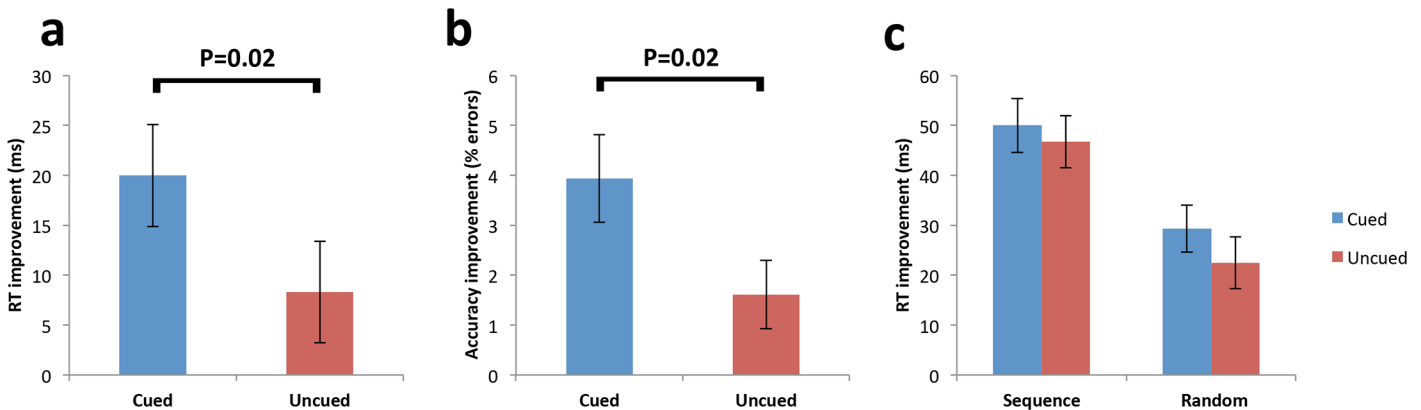 a
P=0.02
RT improvement (ms)
30
25
20
15
10
5
0
Cued
Uncued
b
P=0.02
Accuracy improvement (% errors)
6
5
4
3
2
1
0
Cued
Uncued
c
RT improvement (ms)
60
50
40
30
20
10
0
Sequence
Random
Cued
Uncued